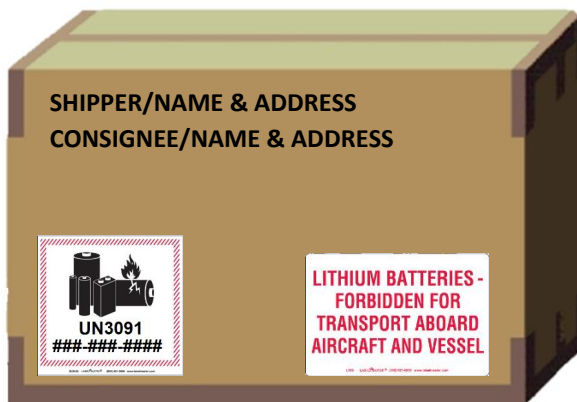 SHIPPER/NAME & ADDRESS
CONSIGNEE/NAME & ADDRESS
UN3091
###-###-####
LITHIUM BATTERIES -
FORBIDDEN FOR
TRANSPORT ABOARD
AIRCRAFT AND VESSEL